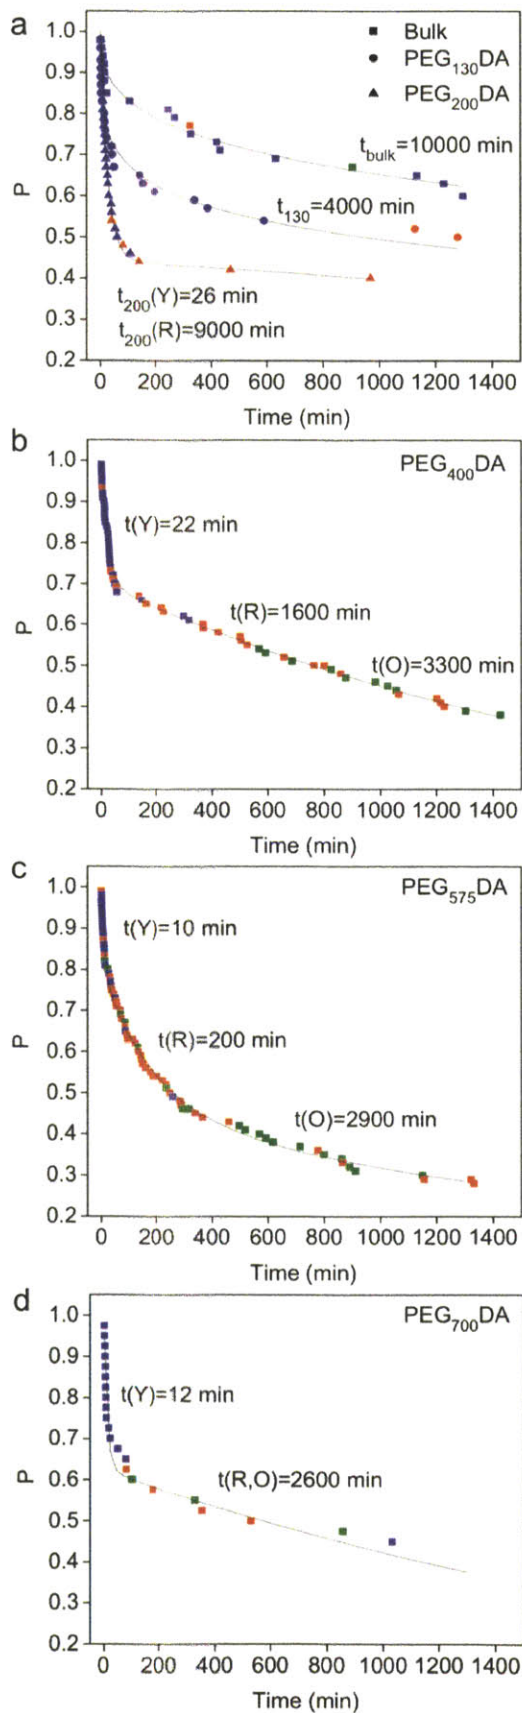 a
Bulk
PEG130DA
PEG200DA
tbulk=10000 min
t130=4000 min
t200(Y)=26 min
t200(R)=9000 min
P
1.0
0.9
0.8
0.7
0.6
0.5
0.4
0.3
0.2
0 200 400 600 800 1000 1200 1400
Time (min)
b
PEG400DA
t(Y)=22 min
t(R)=1600 min
t(O)=3300 min
P
1.0
0.9
0.8
0.7
0.6
0.5
0.4
0.3
0.2
0 200 400 600 800 1000 1200 1400
Time (min)
c
PEG575DA
t(Y)=10 min
t(R)=200 min
t(O)=2900 min
P
1.0
0.9
0.8
0.7
0.6
0.5
0.4
0.3
0.2
0 200 400 600 800 1000 1200 1400
Time (min)
d
PEG700DA
t(Y)=12 min
t(R,O)=2600 min
P
1.0
0.9
0.8
0.7
0.6
0.5
0.4
0.3
0.2
0 200 400 600 800 1000 1200 1400
Time (min)